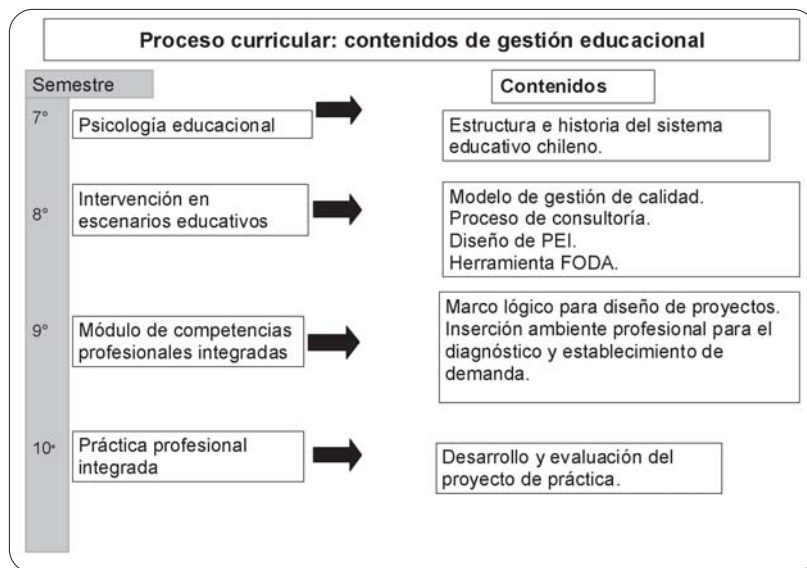 Proceso curricular: contenidos de gestión educacional
Semestre
Contenidos
7°
Psicología educacional
Estructura e historia del sistema
educativo chileno.
8°
Intervención en
escenarios educativos
Modelo de gestión de calidad.
Proceso de consultoría.
Diseño de PEI.
Herramienta FODA.
9°
Módulo de competencias
profesionales integradas
Marco lógico para diseño de proyectos.
Inserción ambiente profesional para el
diagnóstico y establecimiento de
demanda.
10°
Práctica profesional
integrada
Desarrollo y evaluación del
proyecto de práctica.